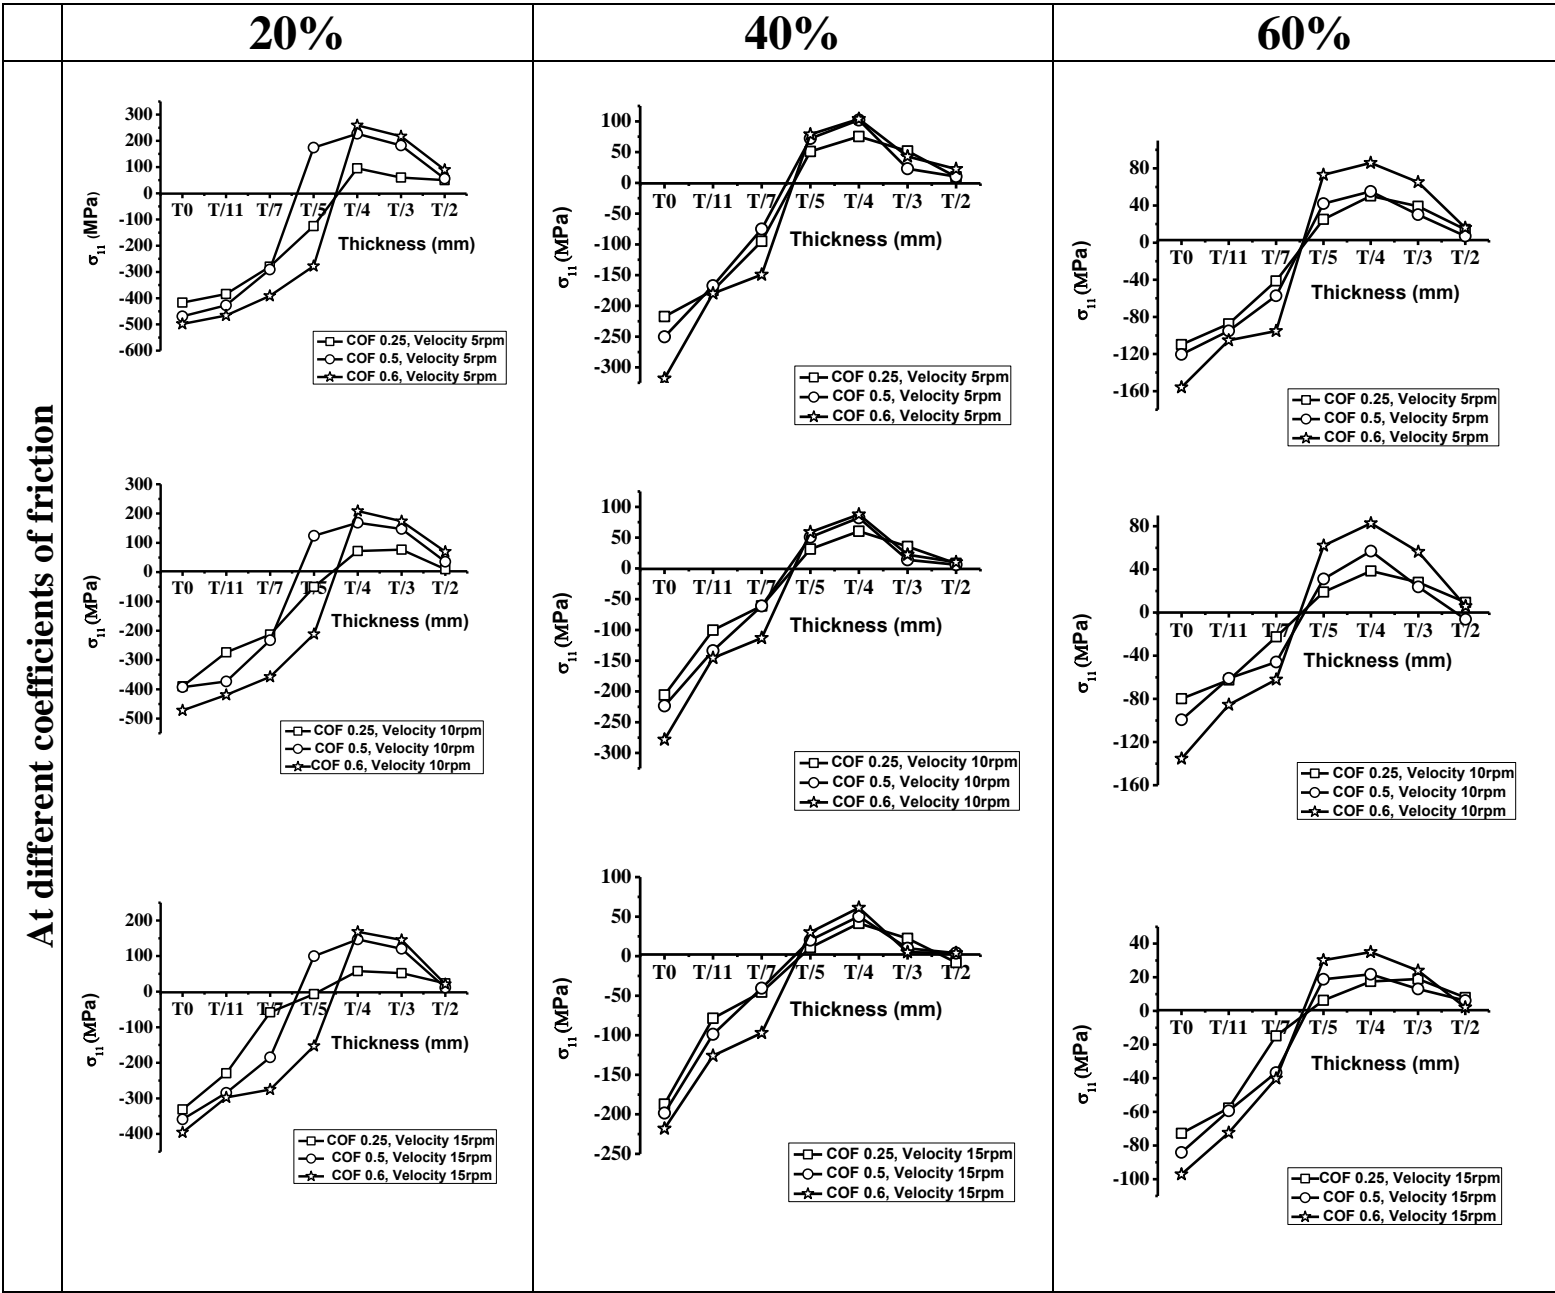 20% 40% 60%
At different coefficients of friction
300
200
100
0
-100
-200
-300
-400
-500
-600
σ11 (MPa)
T0 T/11 T/7 T/5 T/4 T/3 T/2
Thickness (mm)
COF 0.25, Velocity 5rpm
COF 0.5, Velocity 5rpm
COF 0.6, Velocity 5rpm
100
50
0
-50
-100
-150
-200
-250
-300
σ11 (MPa)
T0 T/11 T/7 T/5 T/4 T/3 T/2
Thickness (mm)
COF 0.25, Velocity 5rpm
COF 0.5, Velocity 5rpm
COF 0.6, Velocity 5rpm
80
40
0
-40
-80
-120
-160
σ11 (MPa)
T0 T/11 T/7 T/5 T/4 T/3 T/2
Thickness (mm)
COF 0.25, Velocity 5rpm
COF 0.5, Velocity 5rpm
COF 0.6, Velocity 5rpm
300
200
100
0
-100
-200
-300
-400
-500
σ11 (MPa)
T0 T/11 T/7 T/5 T/4 T/3 T/2
Thickness (mm)
COF 0.25, Velocity 10rpm
COF 0.5, Velocity 10rpm
COF 0.6, Velocity 10rpm
100
50
0
-50
-100
-150
-200
-250
-300
σ11 (MPa)
T0 T/11 T/7 T/5 T/4 T/3 T/2
Thickness (mm)
COF 0.25, Velocity 10rpm
COF 0.5, Velocity 10rpm
COF 0.6, Velocity 10rpm
80
40
0
-40
-80
-120
-160
σ11 (MPa)
T0 T/11 T/7 T/5 T/4 T/3 T/2
Thickness (mm)
COF 0.25, Velocity 10rpm
COF 0.5, Velocity 10rpm
COF 0.6, Velocity 10rpm
200
100
0
-100
-200
-300
-400
σ11 (MPa)
T0 T/11 T/7 T/5 T/4 T/3 T/2
Thickness (mm)
COF 0.25, Velocity 15rpm
COF 0.5, Velocity 15rpm
COF 0.6, Velocity 15rpm
100
50
0
-50
-100
-150
-200
-250
σ11 (MPa)
T0 T/11 T/7 T/5 T/4 T/3 T/2
Thickness (mm)
COF 0.25, Velocity 15rpm
COF 0.5, Velocity 15rpm
COF 0.6, Velocity 15rpm
40
20
0
-20
-40
-60
-80
-100
σ11 (MPa)
T0 T/11 T/7 T/5 T/4 T/3 T/2
Thickness (mm)
COF 0.25, Velocity 15rpm
COF 0.5, Velocity 15rpm
COF 0.6, Velocity 15rpm